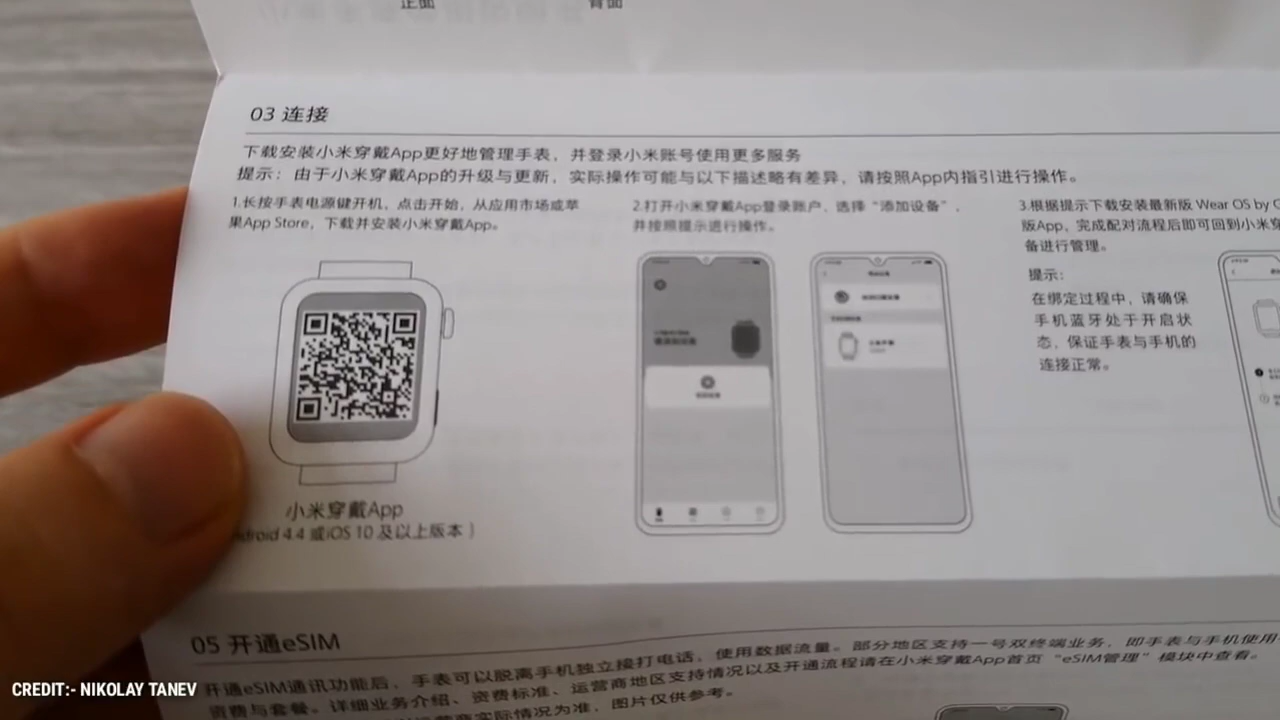 正面
背面
03 连接
下载安装小米穿戴App更好地管理手表，并登录小米账号使用更多服务
提示：由于小米穿戴App的升级与更新，实际操作可能与以下描述略有差异，请按照App内指引进行操作。
1.长按手表电源键开机，点击开始，从应用市场或苹
果App Store，下载并安装小米穿戴App。
小米穿戴App
droid 4.4 或iOS 10 及以上版本）
2.打开小米穿戴App登录账户，选择“添加设备”，
并按照提示进行操作。
3.根据提示下载安装最新版 Wear OS by G
版App，完成配对流程后即可回到小米穿
备进行管理。
提示：
在绑定过程中，请确保
手机蓝牙处于开启状
态，保证手表与手机的
连接正常。
05 开通eSIM
开通eSIM通讯功能后，手表可以脱离手机独立接打电话，使用数据流量。部分地区支持一号双终端业务，即手表与手机使用
资费与套餐。详细业务介绍、资费标准、运营商地区支持情况以及开通流程请在小米穿戴App首页“eSIM管理”模块中查看。
实际情况为准，图片仅供参考。
CREDIT:- NIKOLAY TANEV